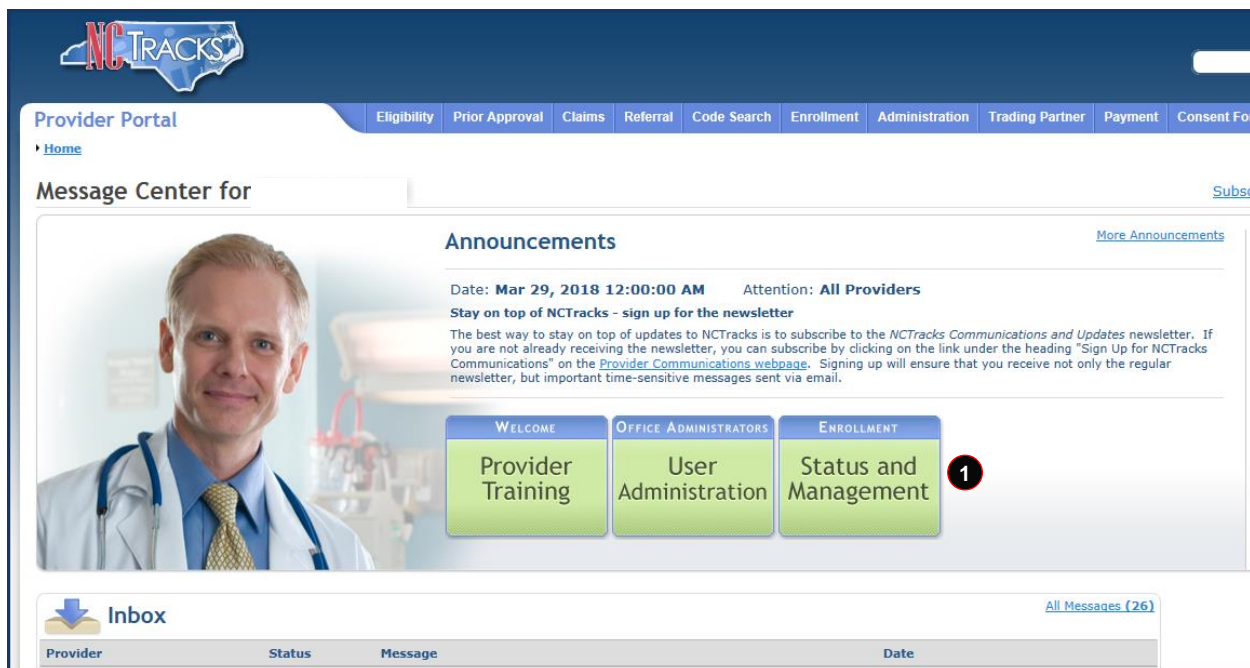 NCTRACKS
Provider Portal
Eligibility Prior Approval Claims Referral Code Search Enrollment Administration Trading Partner Payment Consent Fo
Home
Message Center for
Subsc
Announcements
More Announcements
Date: Mar 29, 2018 12:00:00 AM Attention: All Providers
Stay on top of NCTracks - sign up for the newsletter
The best way to stay on top of updates to NCTracks is to subscribe to the NCTracks Communications and Updates newsletter. If
you are not already receiving the newsletter, you can subscribe by clicking on the link under the heading "Sign Up for NCTracks
Communications" on the Provider Communications webpage. Signing up will ensure that you receive not only the regular
newsletter, but important time-sensitive messages sent via email.
WELCOME
Provider
Training
OFFICE ADMINISTRATORS
User
Administration
ENROLLMENT
Status and
Management
1
Inbox
All Messages (26)
Provider Status Message Date